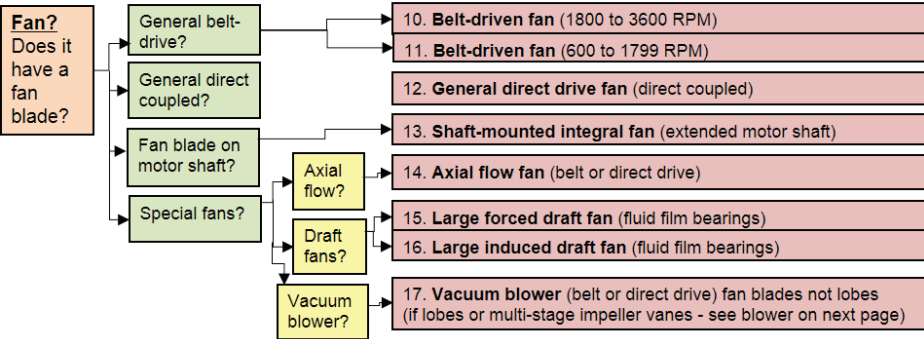 Fan?
Does it
have a
fan
blade?
General belt-
drive?
General direct
coupled?
Fan blade on
motor shaft?
Special fans?
Axial
flow?
Draft
fans?
Vacuum
blower?
10. Belt-driven fan (1800 to 3600 RPM)
11. Belt-driven fan (600 to 1799 RPM)
12. General direct drive fan (direct coupled)
13. Shaft-mounted integral fan (extended motor shaft)
14. Axial flow fan (belt or direct drive)
15. Large forced draft fan (fluid film bearings)
16. Large induced draft fan (fluid film bearings)
17. Vacuum blower (belt or direct drive) fan blades not lobes
(if lobes or multi-stage impeller vanes - see blower on next page)